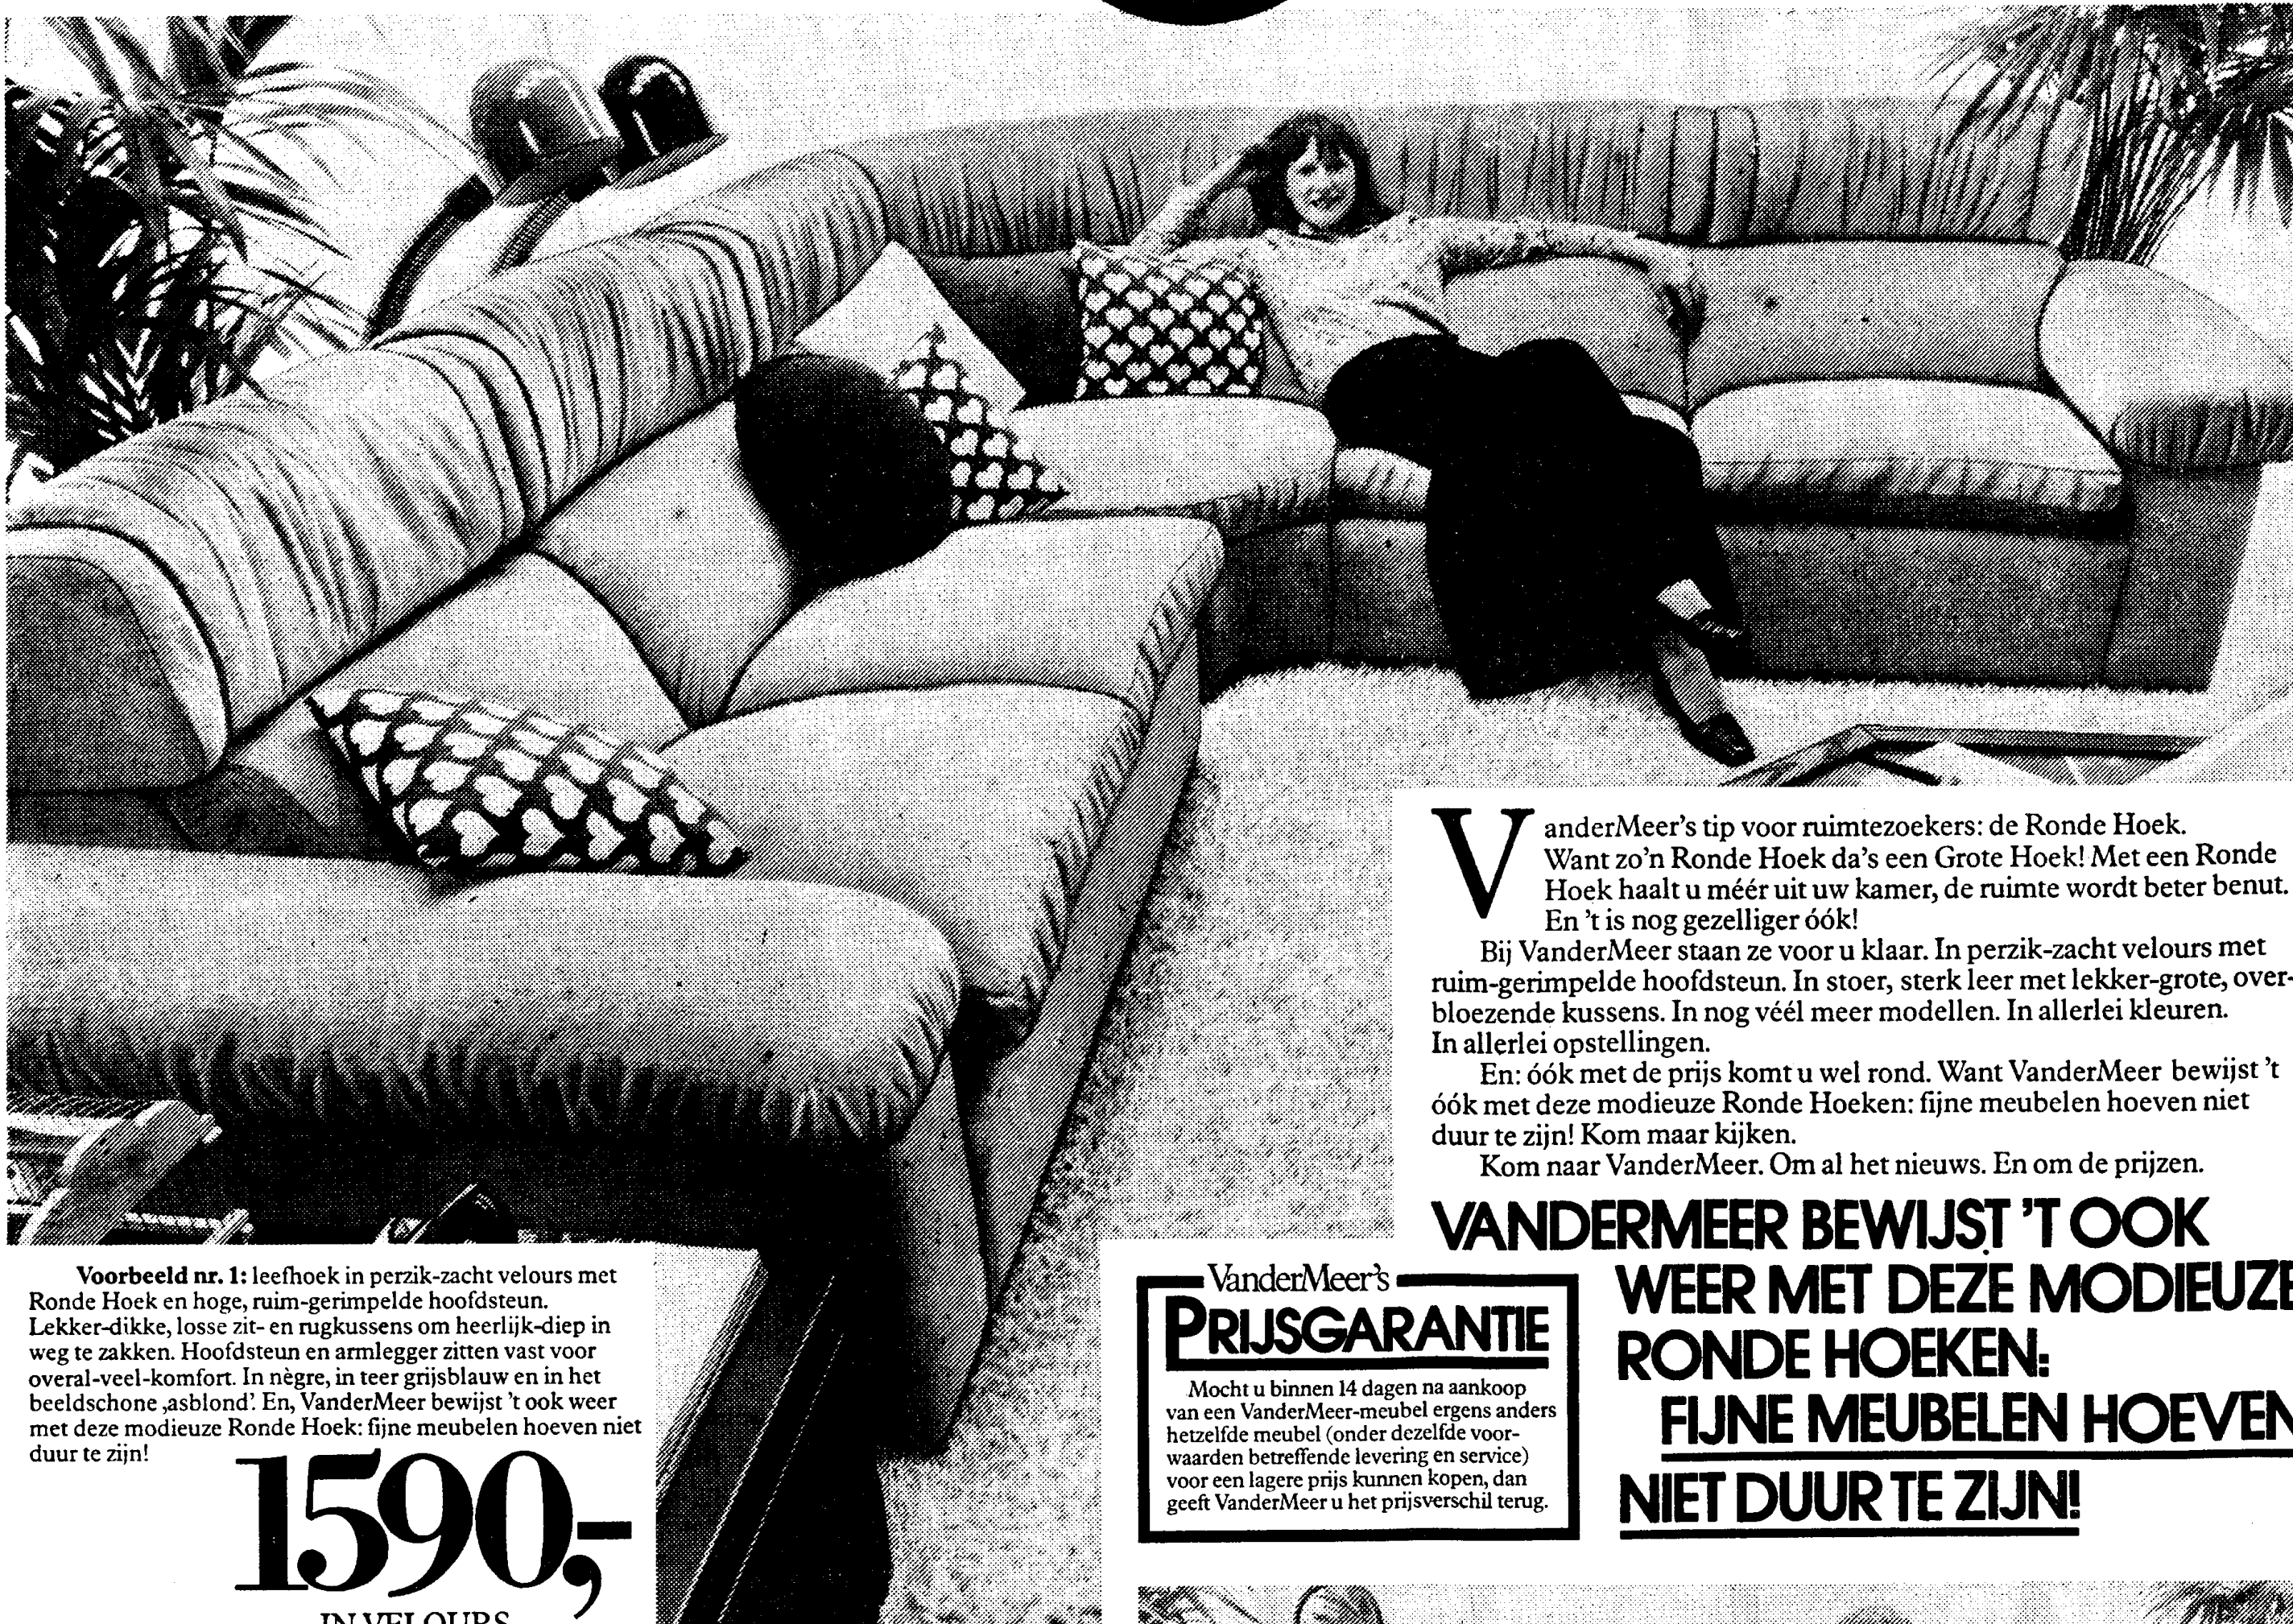 VanderMeer's tip voor ruimtezoekers: de Ronde Hoek.
Want zo'n Ronde Hoek da's een Grote Hoek! Met een Ronde
Hoek haalt u méér uit uw kamer, de ruimte wordt beter benut.
En 't is nog gezelliger óók!
Bij VanderMeer staan ze voor u klaar. In perzik-zacht velours met
ruim-gerimpelde hoofdsteun. In stoer, sterk leer met lekker-grote, over-
bloezende kussens. In nog véél meer modellen. In allerlei kleuren.
In allerlei opstellingen.
En: óók met de prijs komt u wel rond. Want VanderMeer bewijst 't
óók met deze modieuze Ronde Hoeken: fijne meubelen hoeven niet
duur te zijn! Kom maar kijken.
Kom naar VanderMeer. Om al het nieuws. En om de prijzen.
VANDERMEER BEWIJST 'T OOK
WEER MET DEZE MODIEUZE
RONDE HOEKEN:
FIJNE MEUBELEN HOEVEN
NIET DUUR TE ZIJN!
Voorbeeld nr. 1: leefhoek in perzik-zacht velours met
Ronde Hoek en hoge, ruim-gerimpelde hoofdsteun.
Lekker-dikke, losse zit- en rugkussens om heerlijk-diep in
weg te zakken. Hoofdsteun en armlegger zitten vast voor
overal-veel-komfort. In nègre, in teer grijsblauw en in het
beeldschone ‚asblond'. En, VanderMeer bewijst 't ook weer
met deze modieuze Ronde Hoek: fijne meubelen hoeven niet
duur te zijn!
1590,-
IN VELOURS
VanderMeer's
PRIJSGARANTIE
Mocht u binnen 14 dagen na aankoop
van een VanderMeer-meubel ergens anders
hetzelfde meubel (onder dezelfde voor-
waarden betreffende levering en service)
voor een lagere prijs kunnen kopen, dan
geeft VanderMeer u het prijsverschil terug.